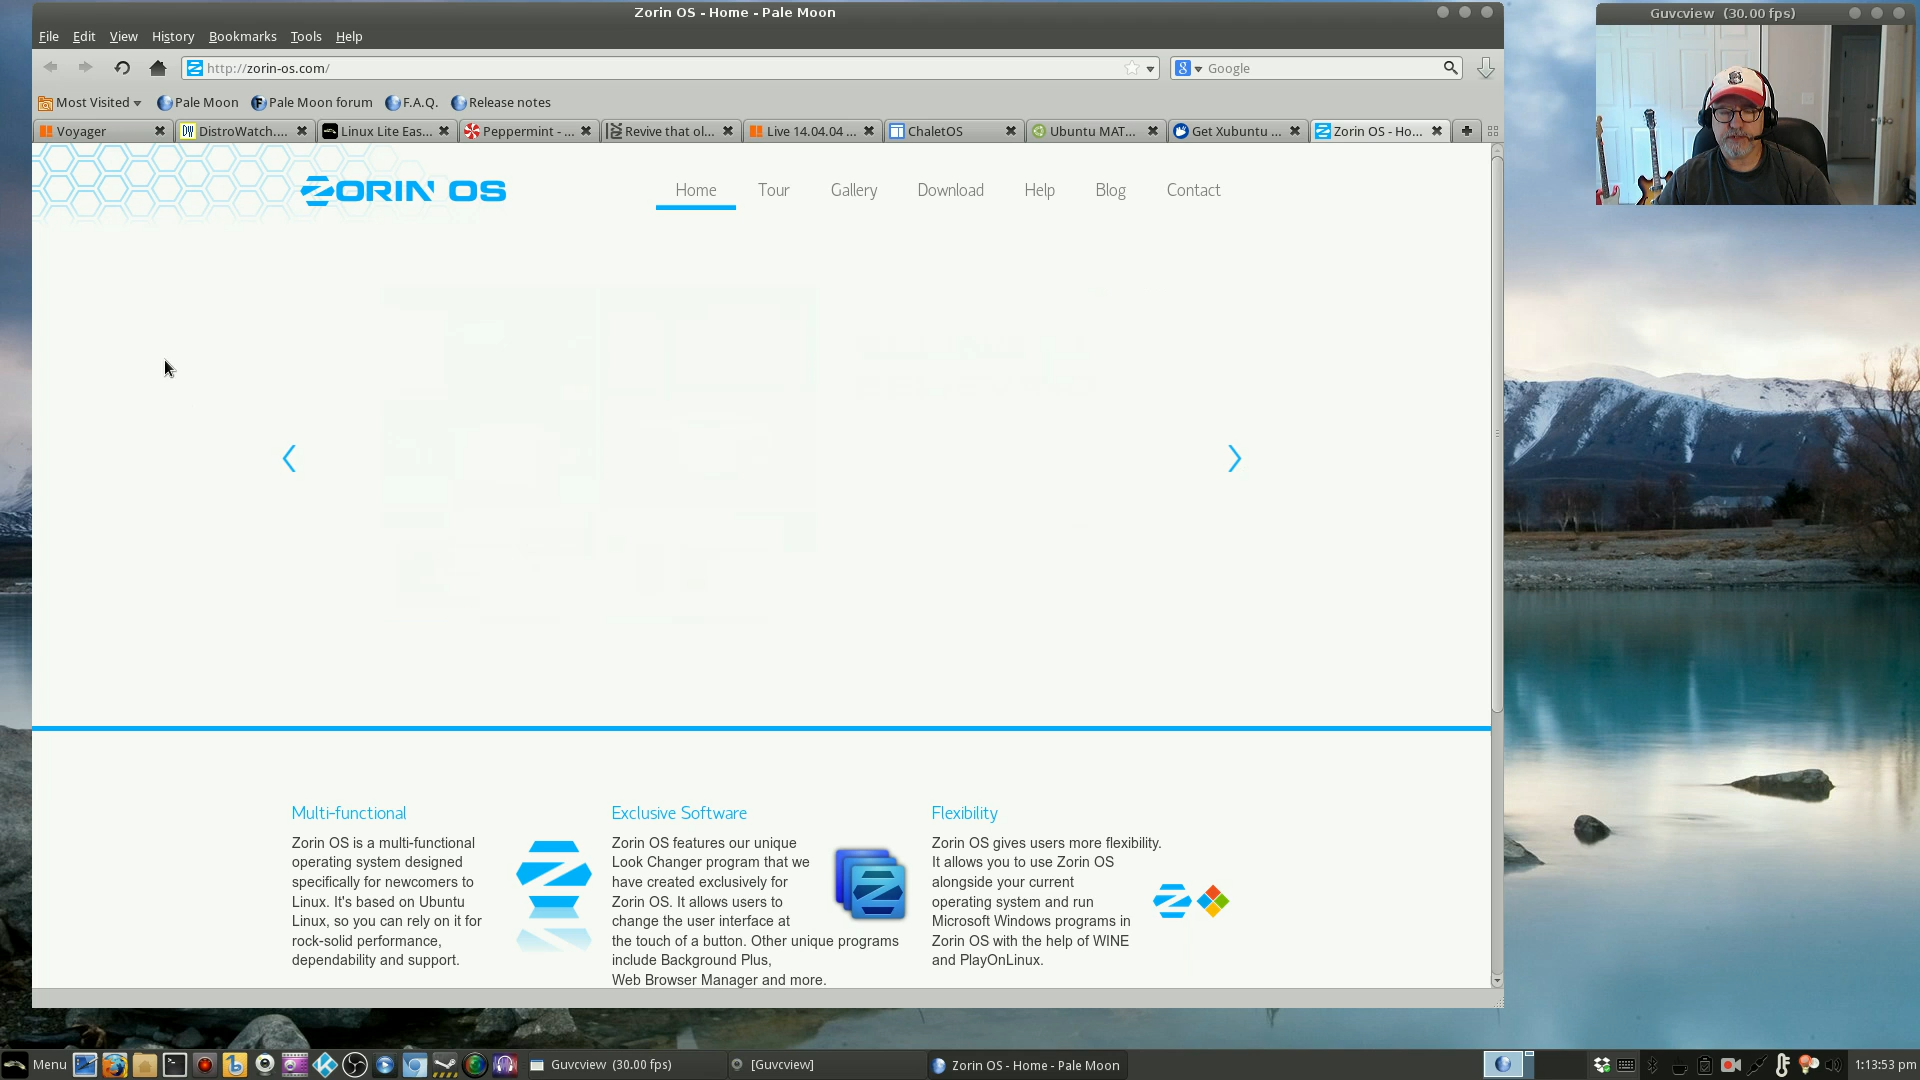 Zorin OS - Home - Pale Moon
Guvcview (30.00 fps)
File Edit View History Bookmarks Tools Help
http://zorin-os.com/
Google
Most Visited Pale Moon Pale Moon forum F.A.Q. Release notes
Voyager DistroWatch.... Linux Lite Eas... Peppermint - ... Revive that ol... Live 14.04.04 ... ChaletOS Ubuntu MAT... Get Xubuntu ... Zorin OS - Ho...
ZORIN OS
Home Tour Gallery Download Help Blog Contact
Multi-functional
Zorin OS is a multi-functional
operating system designed
specifically for newcomers to
Linux. It's based on Ubuntu
Linux, so you can rely on it for
rock-solid performance,
dependability and support.
Exclusive Software
Zorin OS features our unique
Look Changer program that we
have created exclusively for
Zorin OS. It allows users to
change the user interface at
the touch of a button. Other unique programs
include Background Plus,
Web Browser Manager and more.
Flexibility
Zorin OS gives users more flexibility.
It allows you to use Zorin OS
alongside your current
operating system and run
Microsoft Windows programs in
Zorin OS with the help of WINE
and PlayOnLinux.
Menu
Guvcview (30.00 fps)
[Guvcview]
Zorin OS - Home - Pale Moon
1:13:53 pm